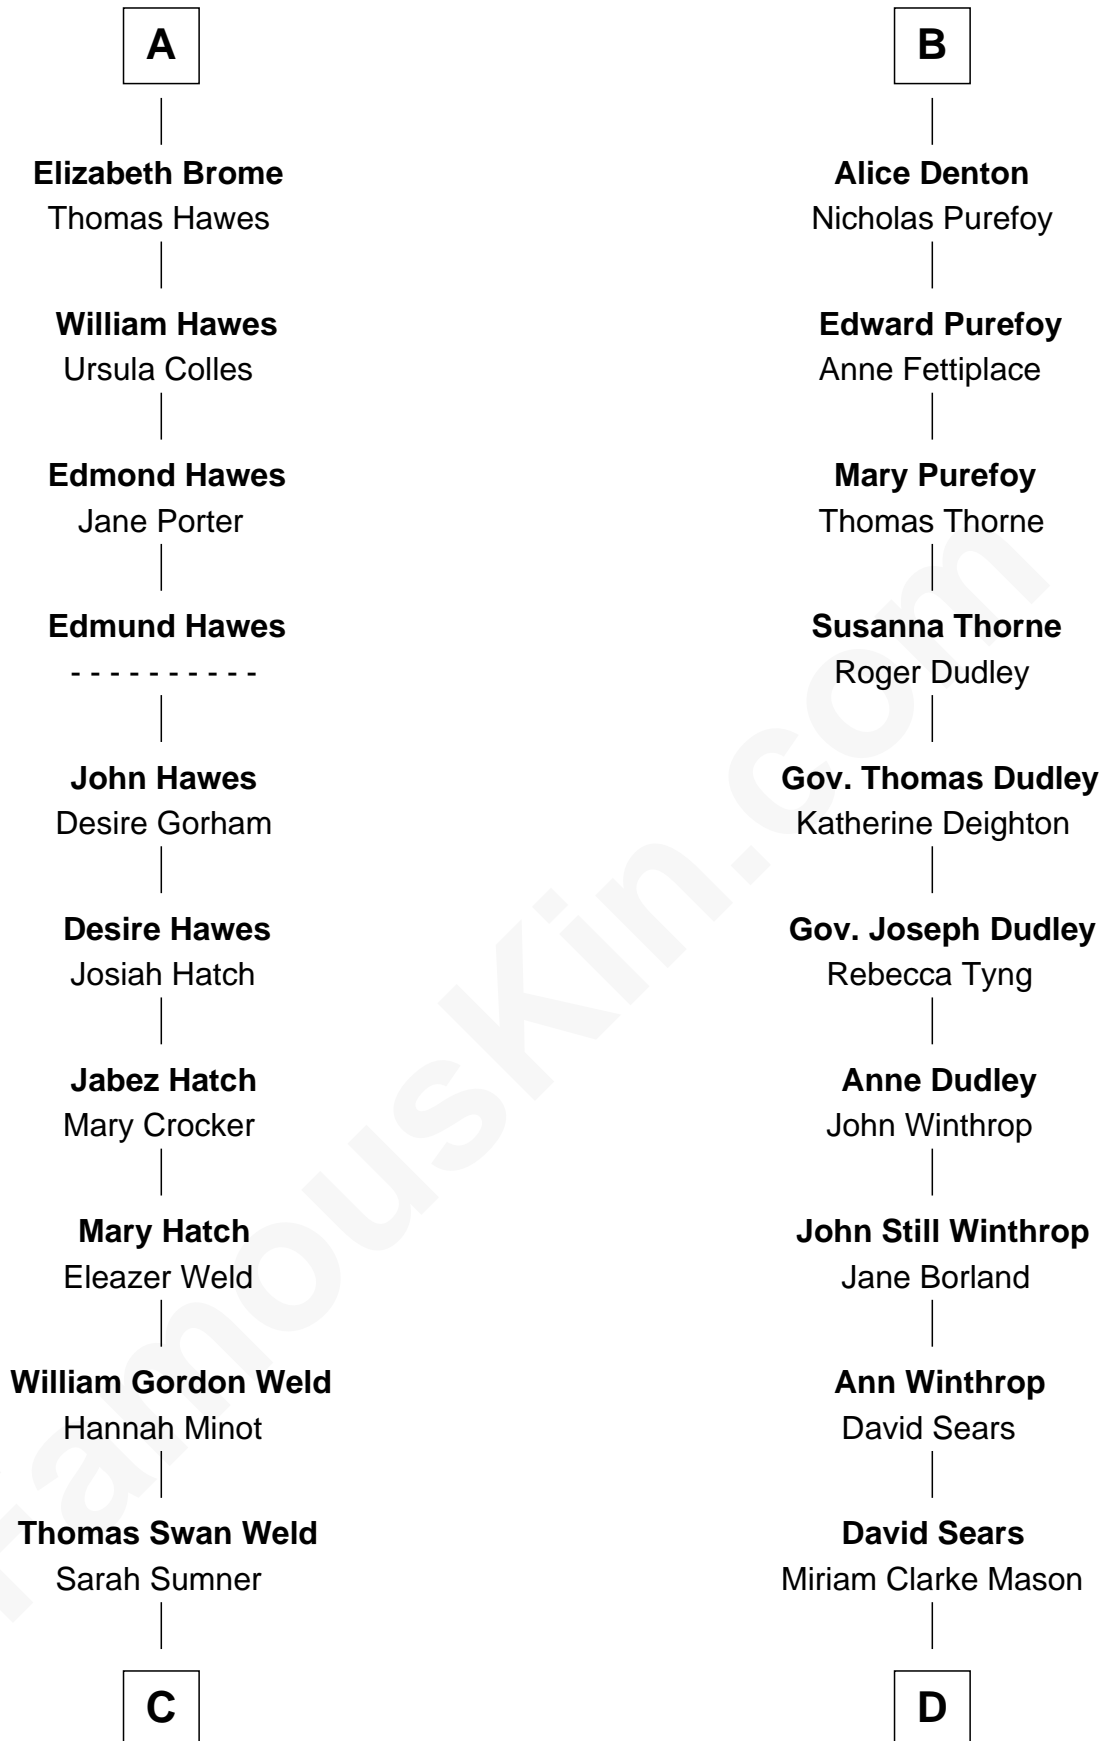 A
Elizabeth Brome
Thomas Hawes
William Hawes
Ursula Colles
Edmond Hawes
Jane Porter
Edmund Hawes
- - - - - - - - - -
John Hawes
Desire Gorham
Desire Hawes
Josiah Hatch
Jabez Hatch
Mary Crocker
Mary Hatch
Eleazer Weld
William Gordon Weld
Hannah Minot
Thomas Swan Weld
Sarah Sumner
C
B
Alice Denton
Nicholas Purefoy
Edward Purefoy
Anne Fettiplace
Mary Purefoy
Thomas Thorne
Susanna Thorne
Roger Dudley
Gov. Thomas Dudley
Katherine Deighton
Gov. Joseph Dudley
Rebecca Tyng
Anne Dudley
John Winthrop
John Still Winthrop
Jane Borland
Ann Winthrop
David Sears
David Sears
Miriam Clarke Mason
D
FamousKin.com